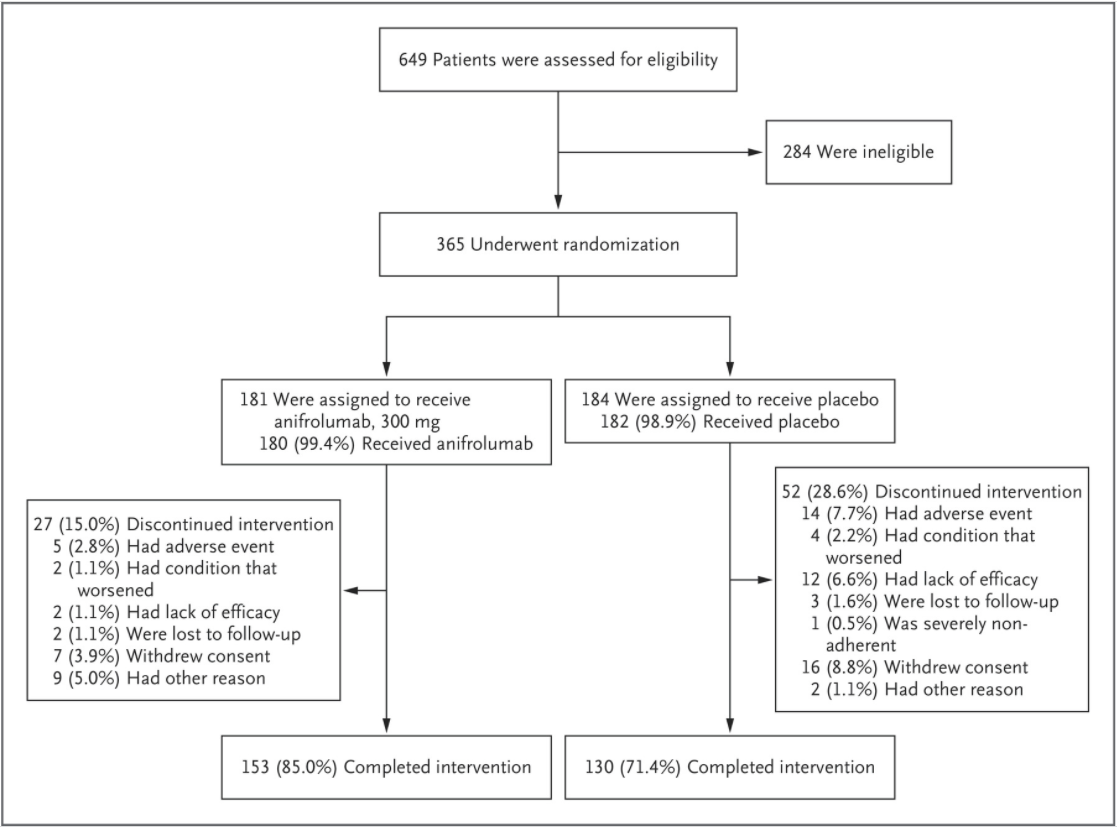 649 Patients were assessed for eligibility
284 Were ineligible
365 Underwent randomization
181 Were assigned to receive
anifrolumab, 300 mg
180 (99.4%) Received anifrolumab
184 Were assigned to receive placebo
182 (98.9%) Received placebo
27 (15.0%) Discontinued intervention
5 (2.8%) Had adverse event
2 (1.1%) Had condition that
worsened
2 (1.1%) Had lack of efficacy
2 (1.1%) Were lost to follow-up
7 (3.9%) Withdrew consent
9 (5.0%) Had other reason
52 (28.6%) Discontinued intervention
14 (7.7%) Had adverse event
4 (2.2%) Had condition that
worsened
12 (6.6%) Had lack of efficacy
3 (1.6%) Were lost to follow-up
1 (0.5%) Was severely non-
adherent
16 (8.8%) Withdrew consent
2 (1.1%) Had other reason
153 (85.0%) Completed intervention
130 (71.4%) Completed intervention